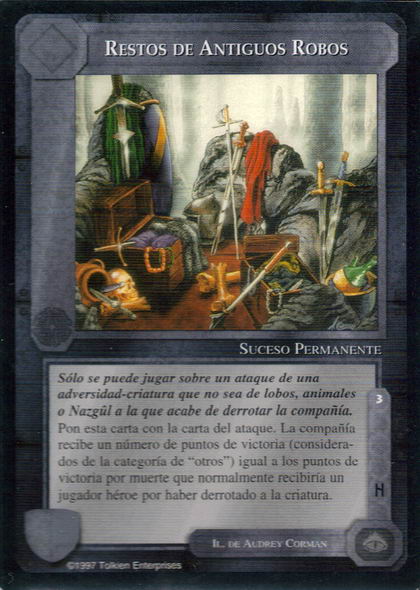 Restos de Antiguos Robos
Suceso Permanente
Sólo se puede jugar sobre un ataque de una
adversidad-criatura que no sea de lobos, animales
o Nazgûl a la que acabe de derrotar la compañía.
Pon esta carta con la carta del ataque. La compañía
recibe un número de puntos de victoria (considera-
dos de la categoría de “otros”) igual a los puntos de
victoria por muerte que normalmente recibiría un
jugador héroe por haber derrotado a la criatura.
3
Il. de Audrey Corman
©1997 Tolkien Enterprises